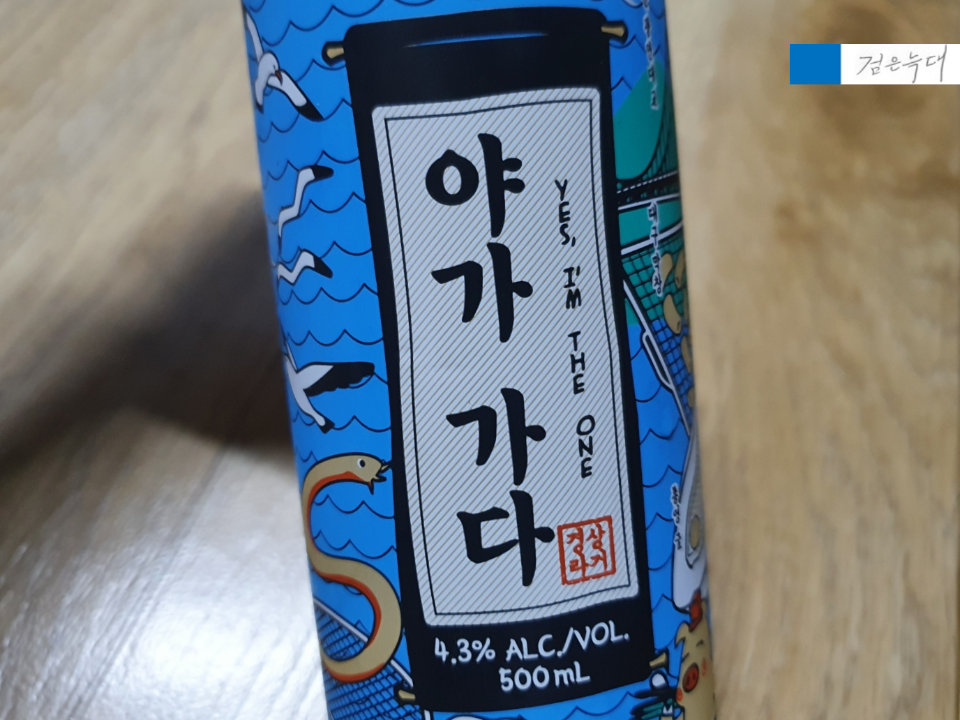 검은늑대
야가 가다
YES, I'M THE ONE
4.3% ALC./VOL.
500mL